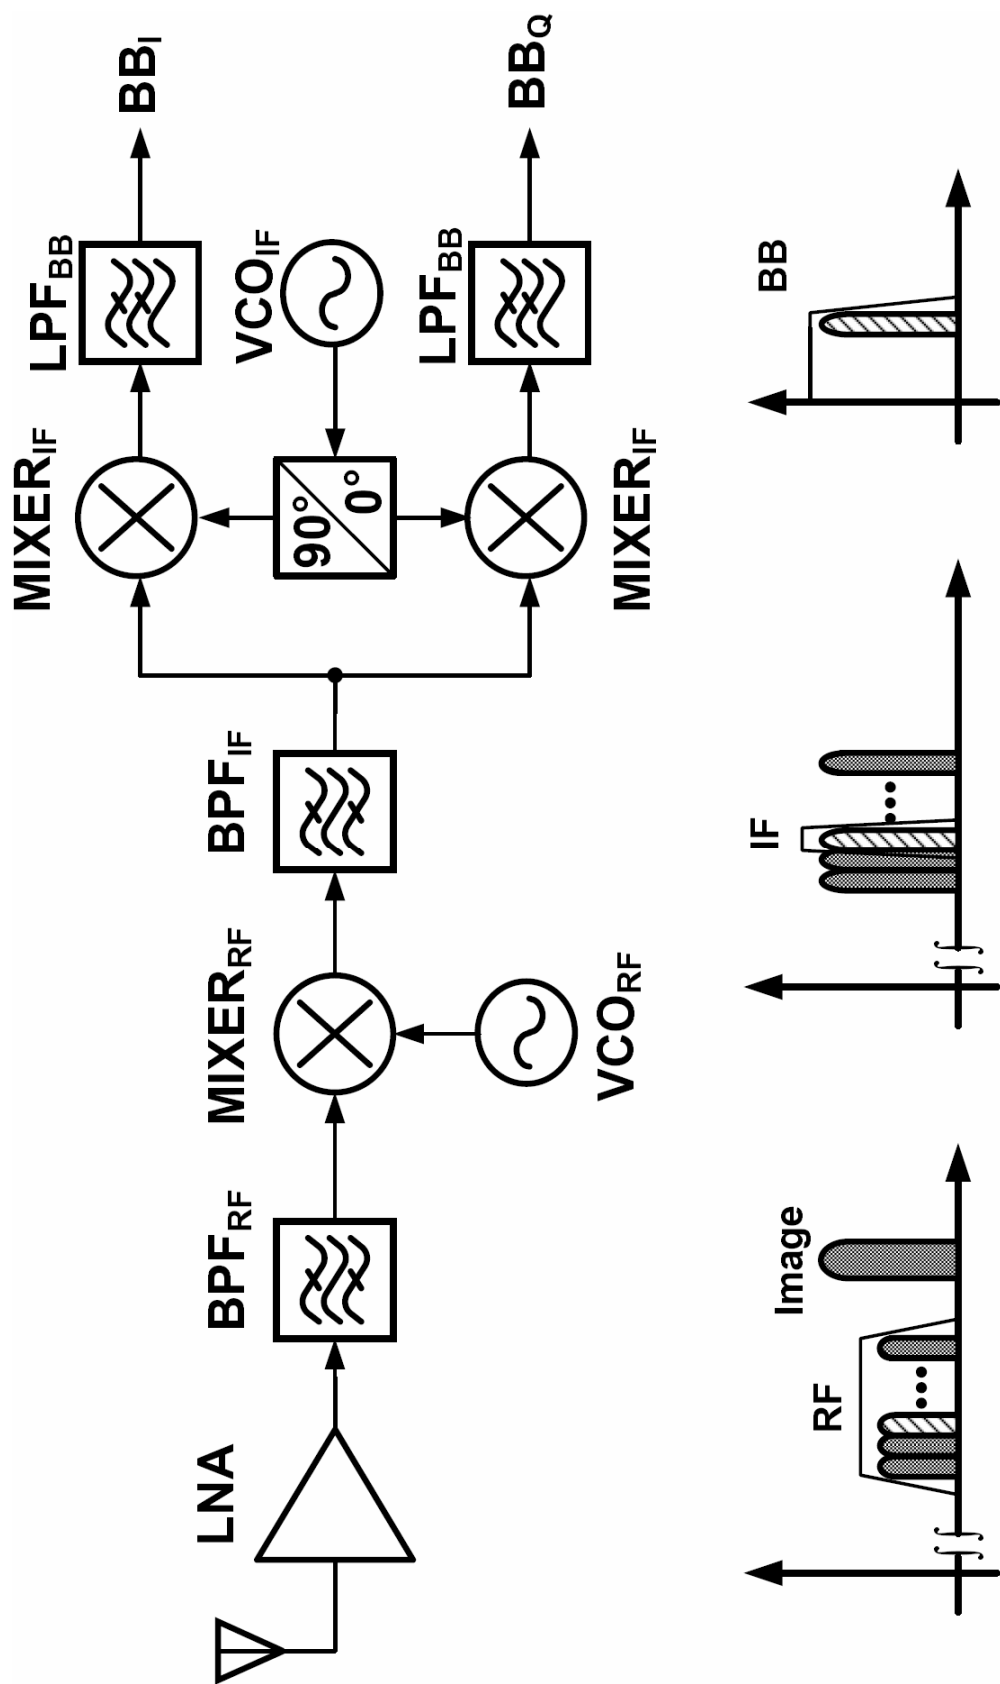 LNA
BPF_RF
MIXER_RF
VCO_RF
BPF_IF
MIXER_IF
90°
0°
MIXER_IF
LPF_BB
VCO_IF
LPF_BB
BB_I
BB_Q
RF
Image
IF
BB